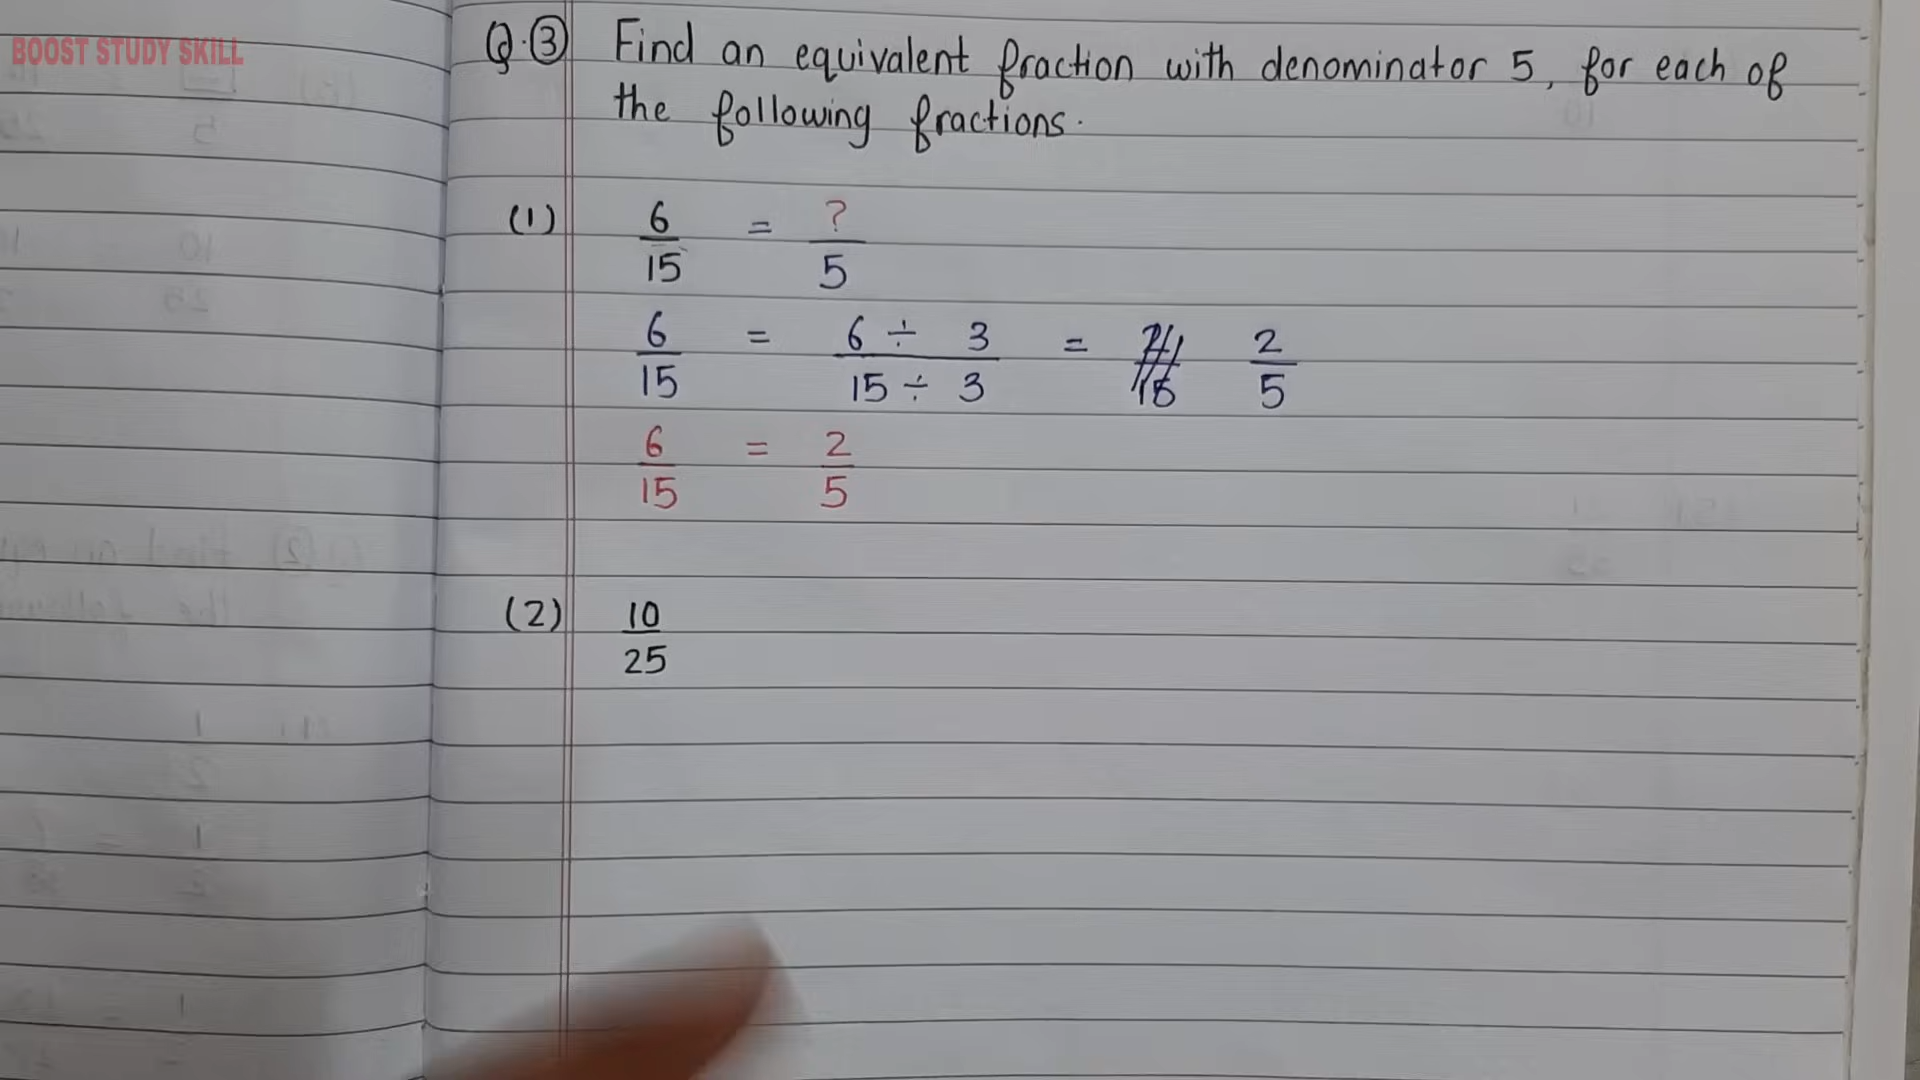 BOOST STUDY SKILL
Q.③ Find an equivalent fraction with denominator 5, for each of
the following fractions.
(1) 6/15 = ?/5
6/15 = 6 ÷ 3 / 15 ÷ 3 = 2/5
6/15 = 2/5
(2) 10/25